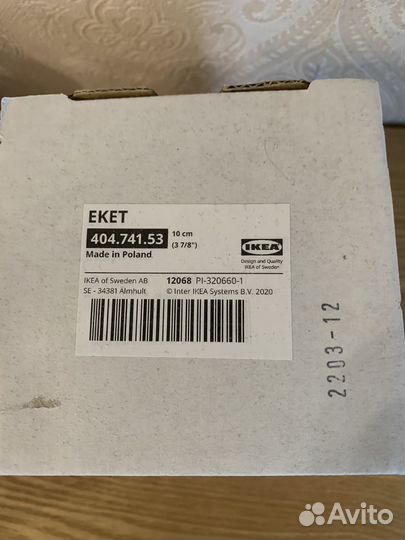 EKET
404.741.53
10 cm
(3 7/8")
Made in Poland
IKEA
Design and Quality
IKEA of Sweden
IKEA of Sweden AB
SE - 34381 Älmhult
12068 PI-320660-1
© Inter IKEA Systems B.V. 2020
2203-12
Avito